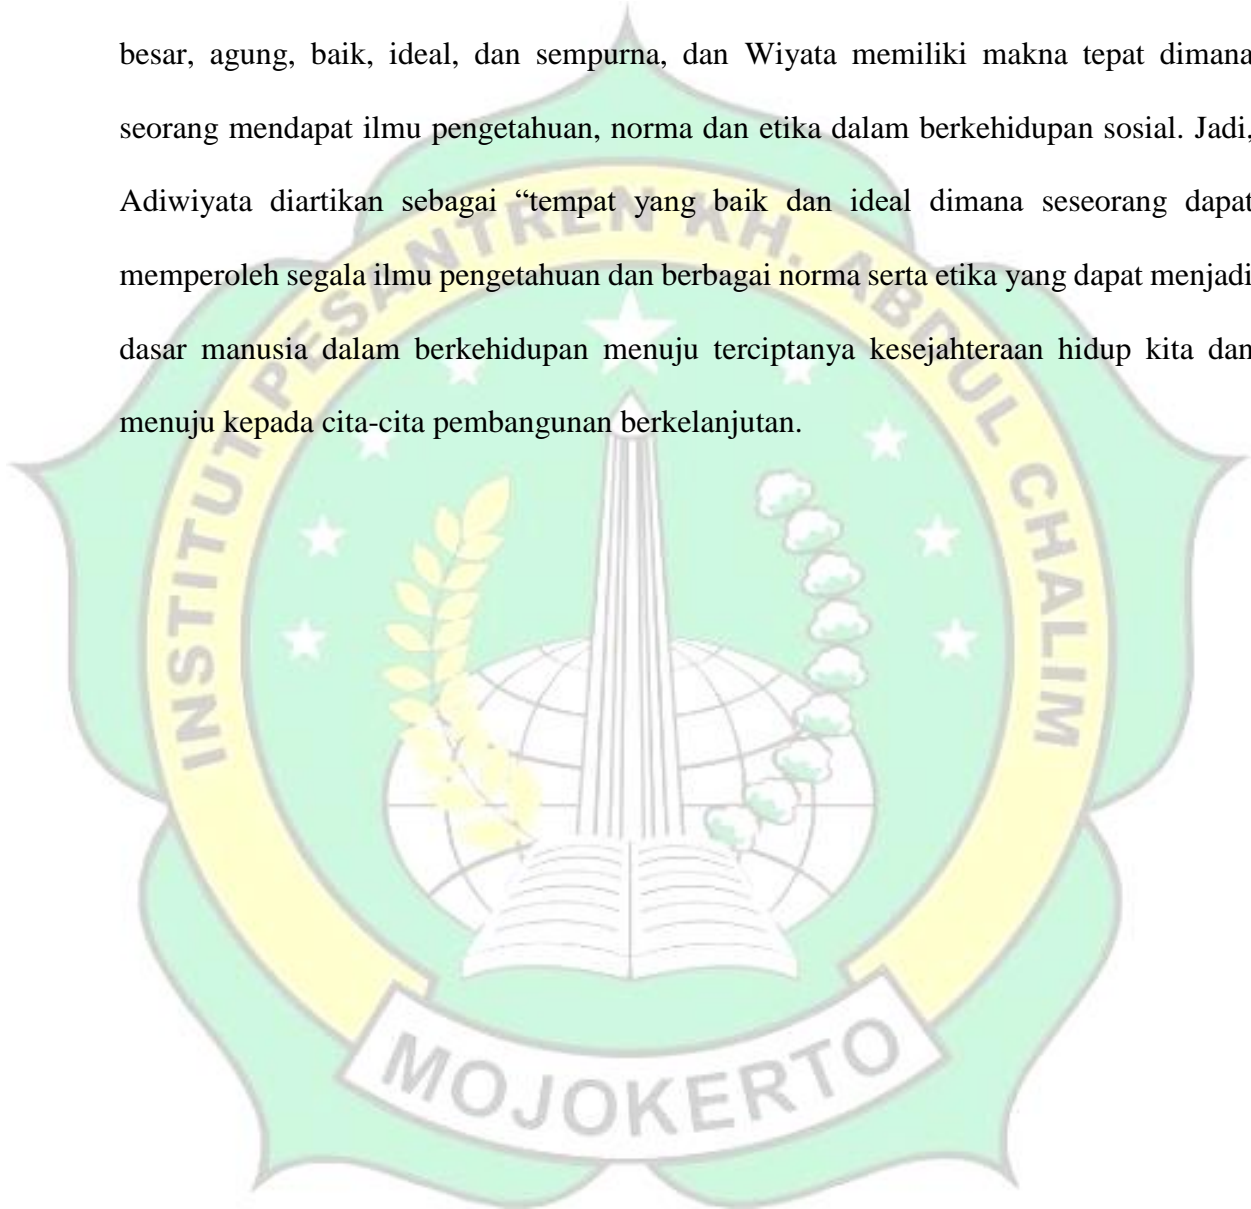 besar, agung, baik, ideal, dan sempurna, dan Wiyata memiliki makna tepat dimana
seorang mendapat ilmu pengetahuan, norma dan etika dalam berkehidupan sosial. Jadi,
Adiwiyata diartikan sebagai “tempat yang baik dan ideal dimana seseorang dapat
memperoleh segala ilmu pengetahuan dan berbagai norma serta etika yang dapat menjadi
dasar manusia dalam berkehidupan menuju terciptanya kesejahteraan hidup kita dan
menuju kepada cita-cita pembangunan berkelanjutan.
INSTITUT PESANTREN KH. ABDUL CHALIM
MOJOKERTO